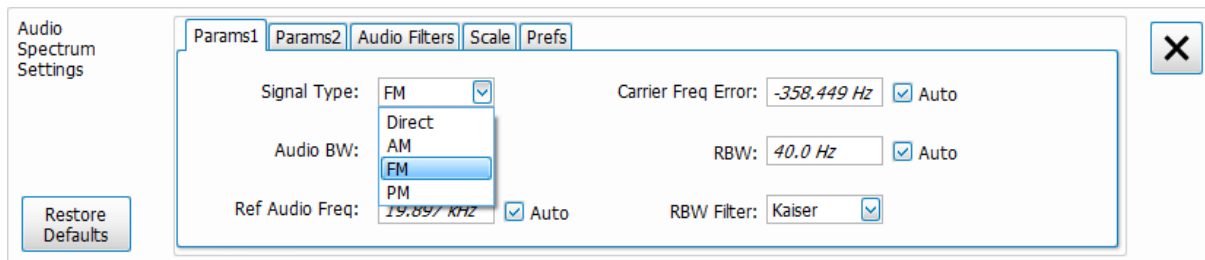 Audio
Spectrum
Settings
Params1 Params2 Audio Filters Scale Prefs
Signal Type: FM Carrier Freq Error: -358.449 Hz Auto
Direct
Audio BW: AM RBW: 40.0 Hz Auto
FM
PM
Ref Audio Freq: 19.897 kHz Auto RBW Filter: Kaiser
Restore
Defaults